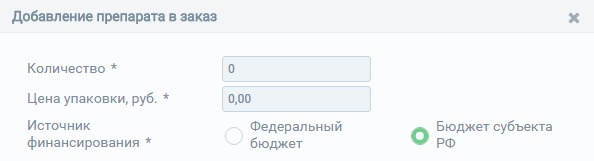 Добавление препарата в заказ
Количество *
0
Цена упаковки, руб. *
0,00
Источник
финансирования *
Федеральный
бюджет
Бюджет субъекта
РФ